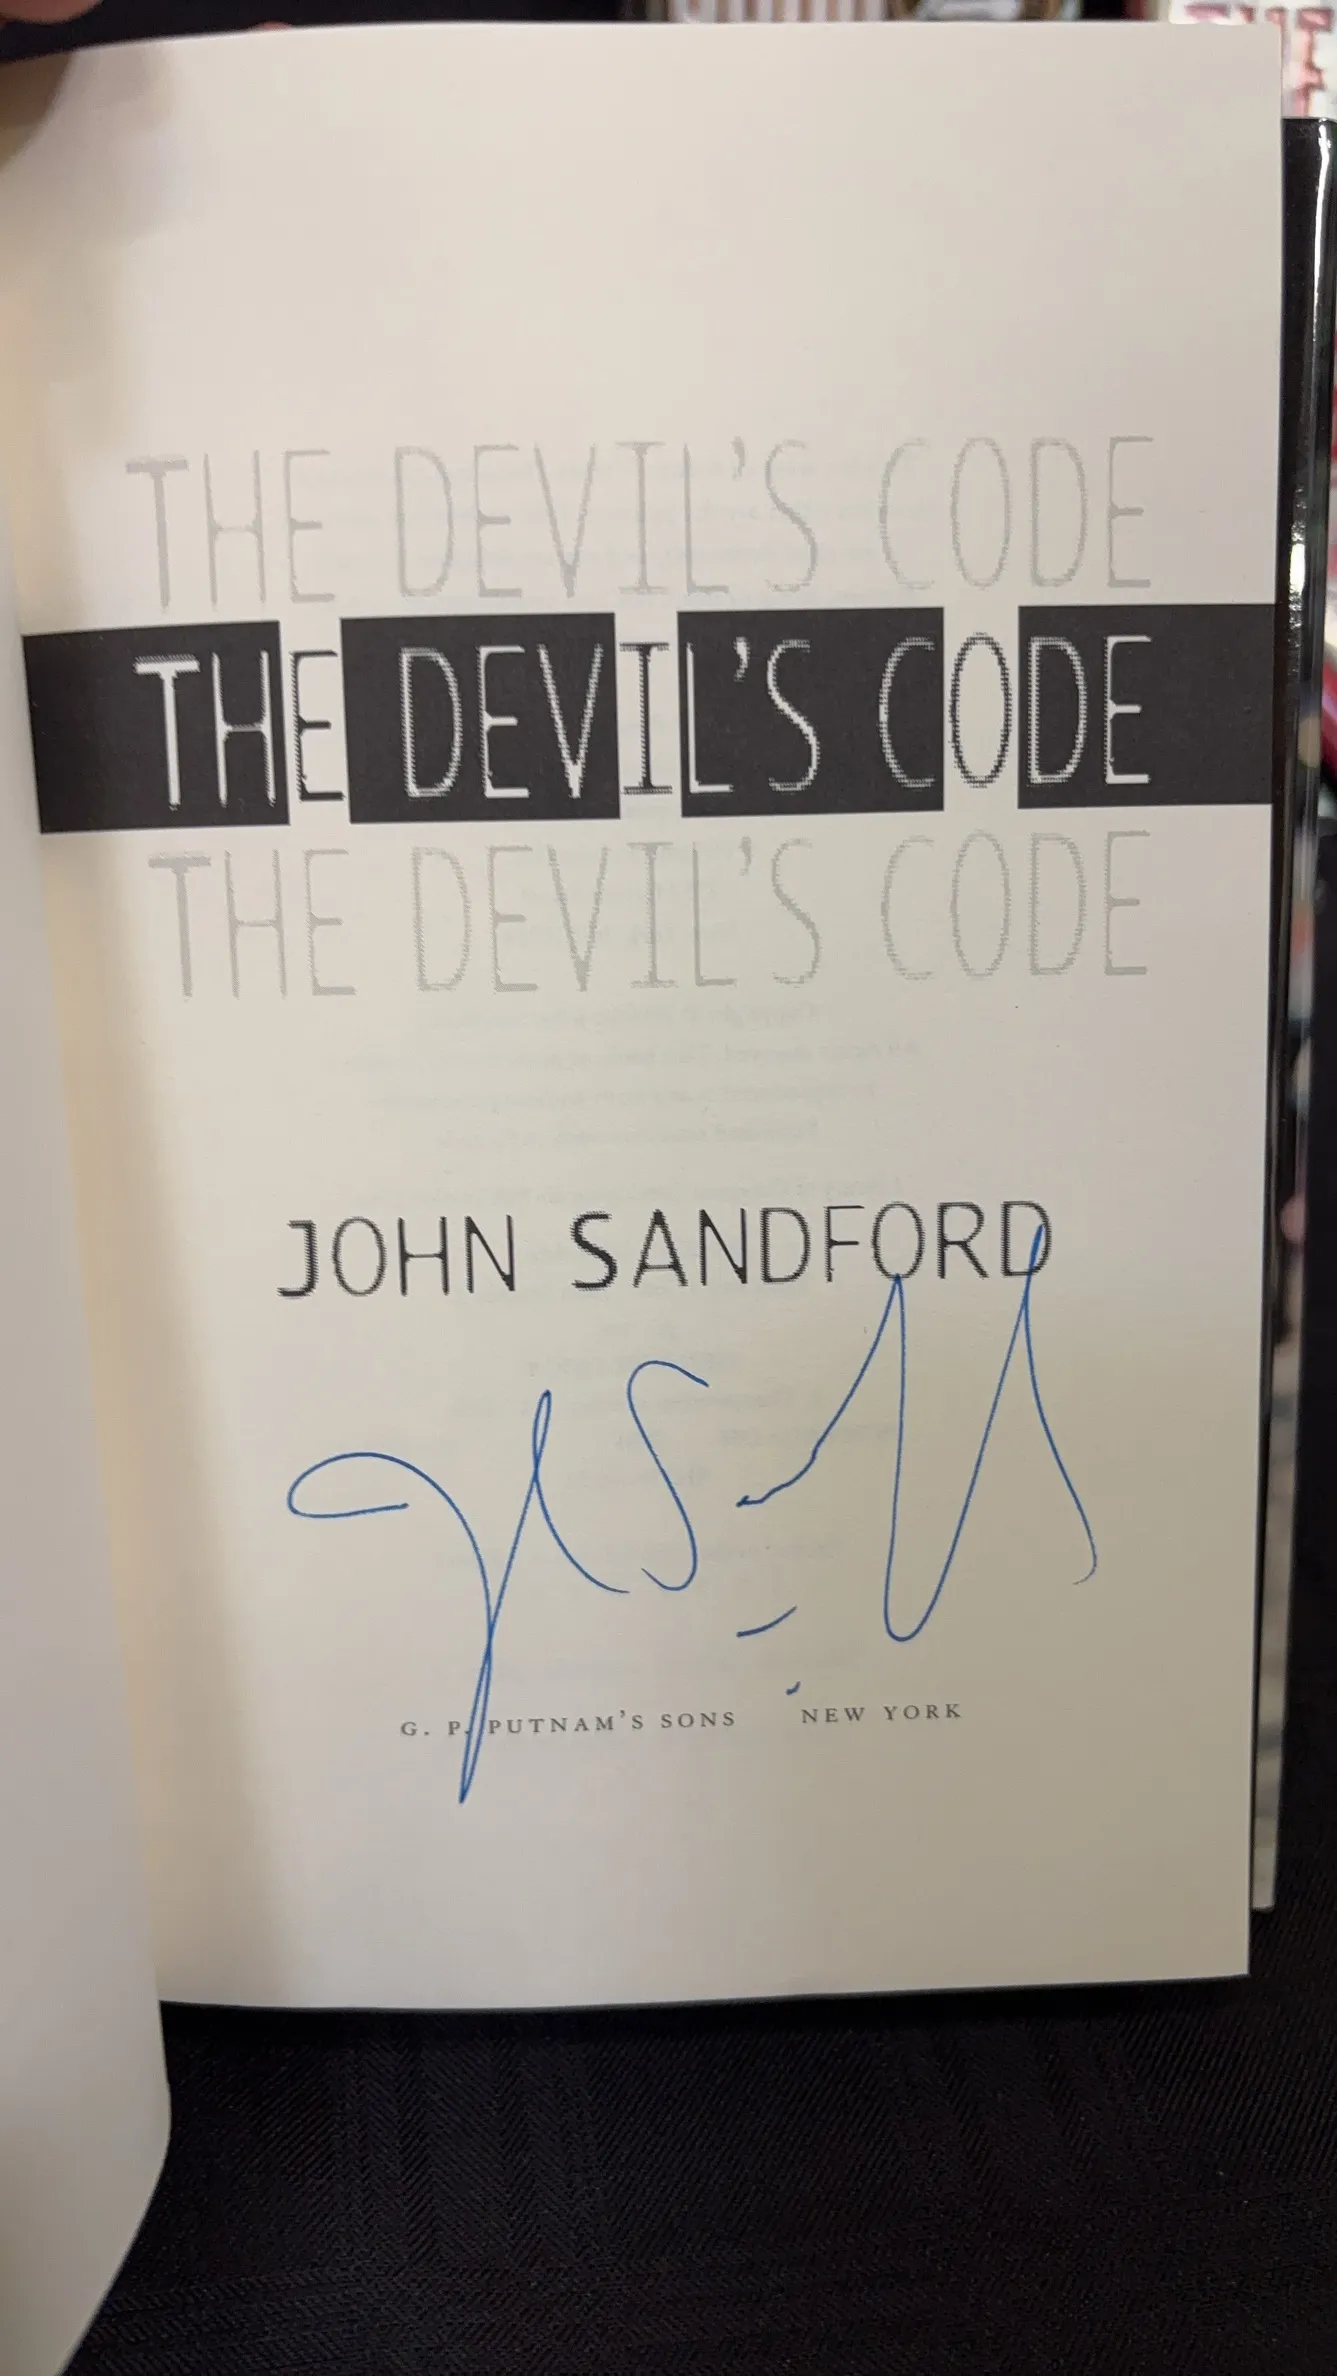 THE DEVIL'S CODE
THE DEVIL'S CODE
THE DEVIL'S CODE
JOHN SANDFORD
G. P. PUTNAM'S SONS NEW YORK